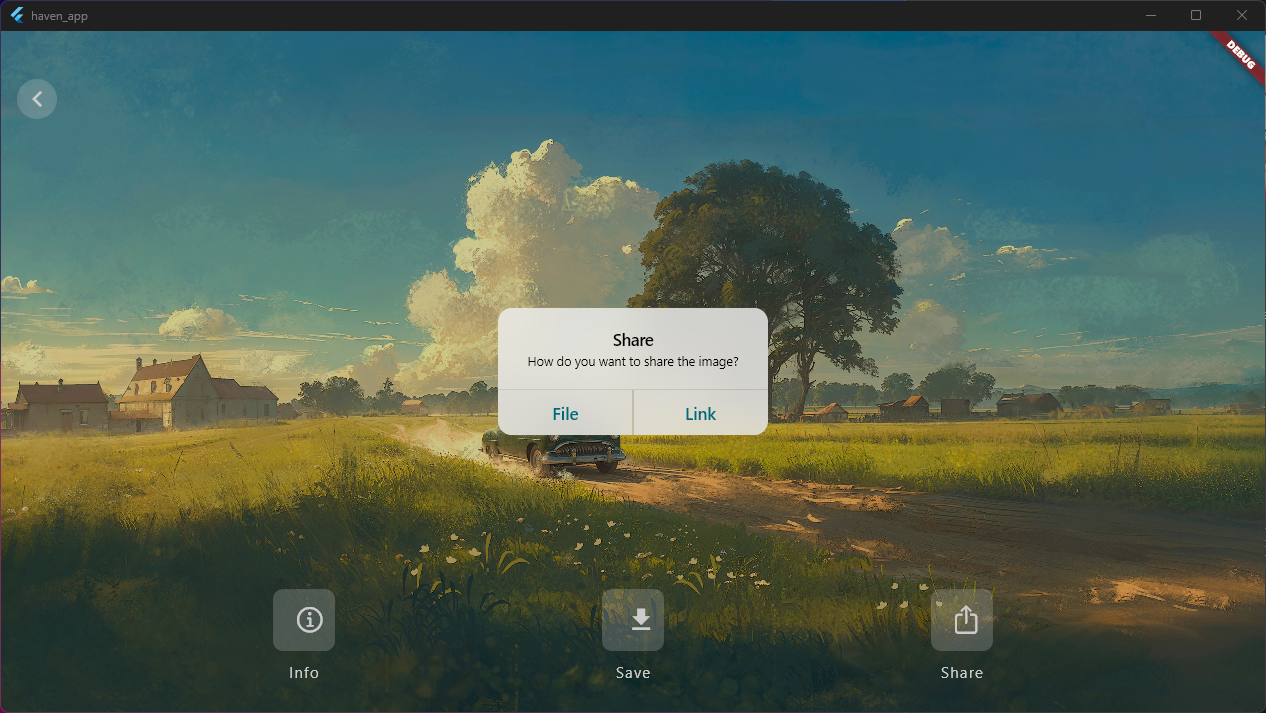 haven_app
DEBUG
Share
How do you want to share the image?
File
Link
Info
Save
Share